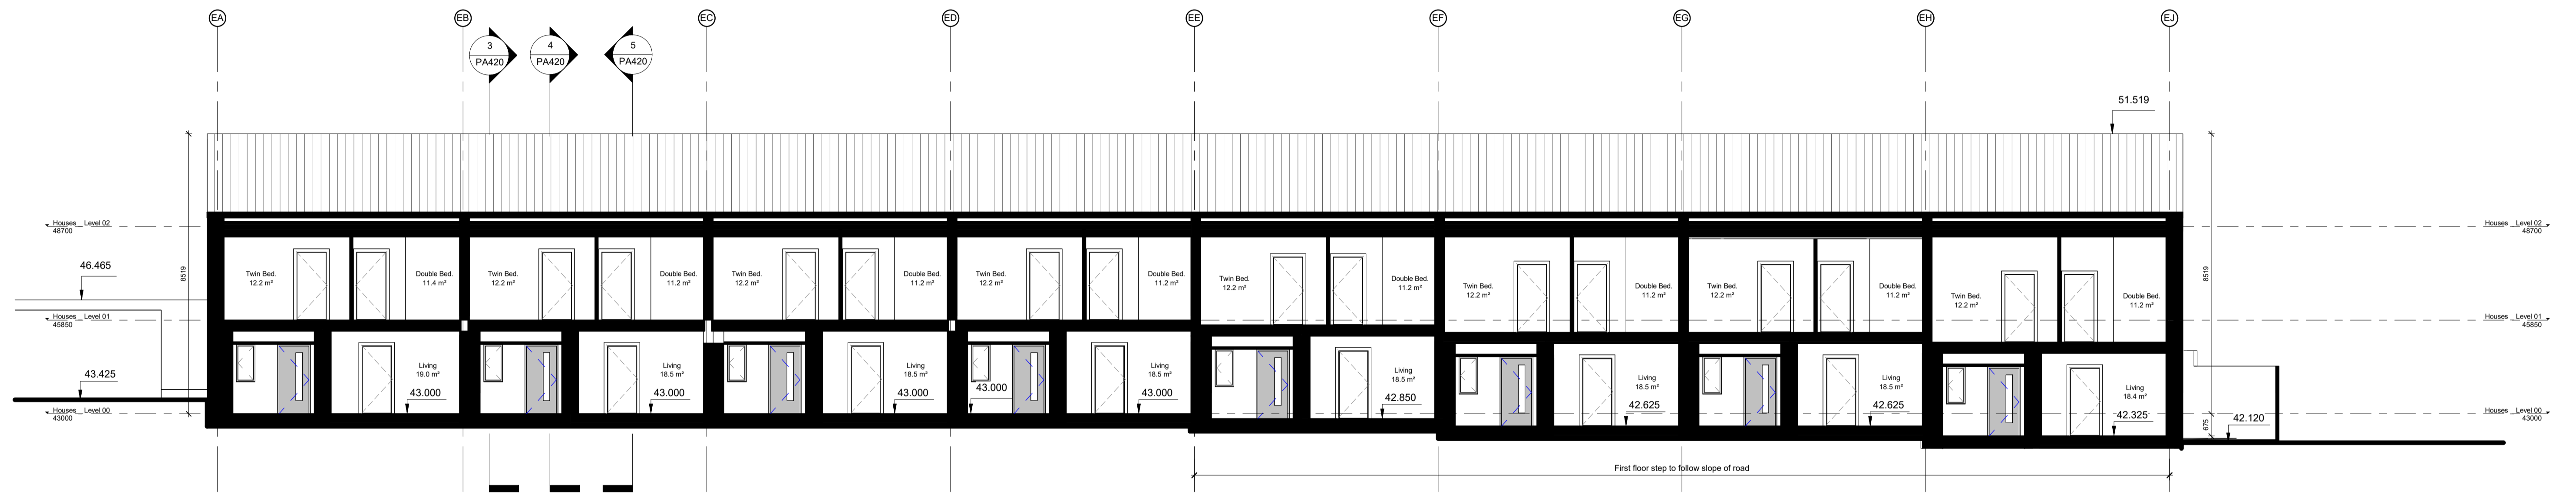 EA EB EC ED EE EF EG EH EJ
3 4 5
PA420 PA420 PA420
51.519
Houses _ Level 02
48700
Houses _ Level 02
48700
46.465
8519
8519
Twin Bed.
12.2 m²
Double Bed.
11.4 m²
Twin Bed.
12.2 m²
Double Bed.
11.2 m²
Twin Bed.
12.2 m²
Double Bed.
11.2 m²
Twin Bed.
12.2 m²
Double Bed.
11.2 m²
Twin Bed.
12.2 m²
Double Bed.
11.2 m²
Twin Bed.
12.2 m²
Double Bed.
11.2 m²
Twin Bed.
12.2 m²
Double Bed.
11.2 m²
Twin Bed.
12.2 m²
Double Bed.
11.2 m²
Houses _ Level 01
45850
Houses _ Level 01
45850
43.425
Living
19.0 m²
43.000
Living
18.5 m²
43.000
Living
18.5 m²
43.000
43.000
Living
18.5 m²
43.000
Living
18.5 m²
42.850
Living
18.5 m²
42.625
Living
18.5 m²
42.625
Living
18.4 m²
42.325
Houses _ Level 00
43000
Houses _ Level 00
43000
675
42.120
First floor step to follow slope of road